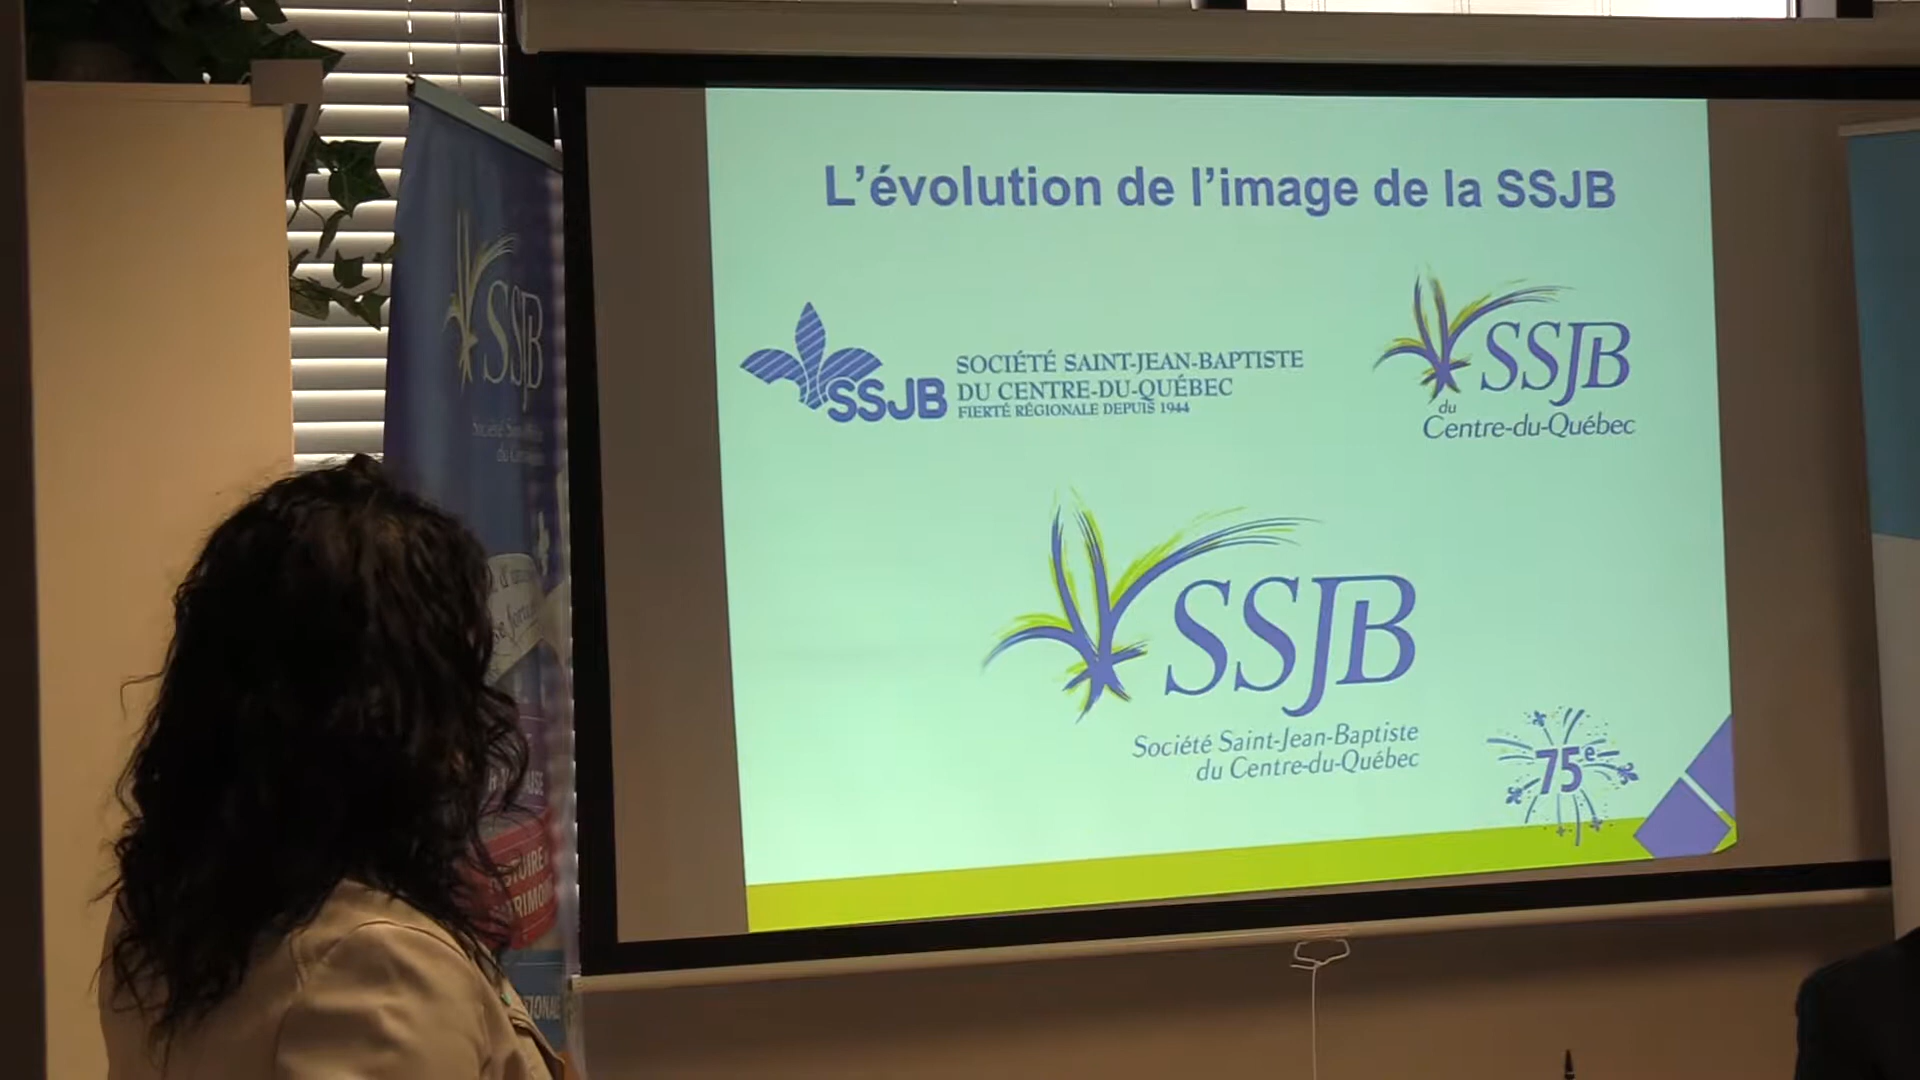 L'évolution de l'image de la SSJB
SSJB
SOCIÉTÉ SAINT-JEAN-BAPTISTE
DU CENTRE-DU-QUÉBEC
FIERTÉ RÉGIONALE DEPUIS 1944
SSJB
du
Centre-du-Québec
SSJB
Société Saint-Jean-Baptiste
du Centre-du-Québec
75e
SSJB